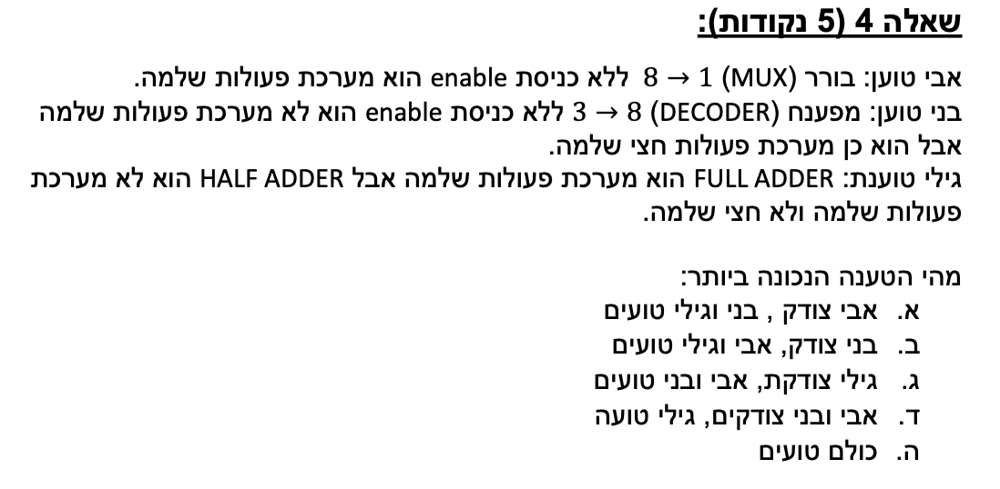 שאלה 4 (5 נקודות):
אבי טוען: בורר (MUX) 8 → 1 ללא כניסת enable הוא מערכת פעולות שלמה.
בני טוען: מפענח (DECODER) 3 → 8 ללא כניסת enable הוא לא מערכת פעולות שלמה
אבל הוא כן מערכת פעולות חצי שלמה.
גילי טוענת: FULL ADDER הוא מערכת פעולות שלמה אבל HALF ADDER הוא לא מערכת
פעולות שלמה ולא חצי שלמה.
מהי הטענה הנכונה ביותר:
א. אבי צודק , בני וגילי טועים
ב. בני צודק, אבי וגילי טועים
ג. גילי צודקת, אבי ובני טועים
ד. אבי ובני צודקים, גילי טועה
ה. כולם טועים